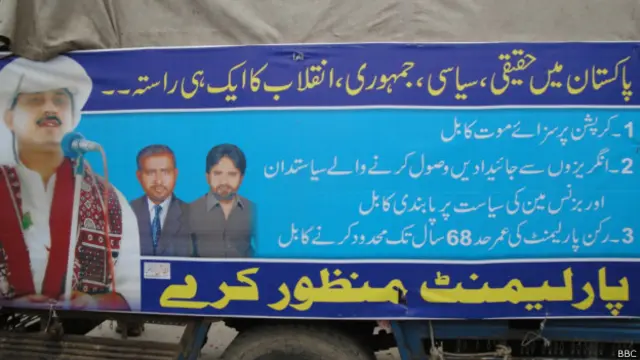 پاکستان میں حقیقی، سیاسی، جمہوری، انقلاب کا ایک ہی راستہ۔۔
1۔ کرپشن پر سزائے موت کا بل
2۔ انگریزوں سے جائیدادیں وصول کرنے والے سیاستدان
اور بزنس مین کی سیاست پر پابندی کا بل
3۔ رکن پارلیمنٹ کی عمر حد 68 سال تک محدود کرنے کا بل
پارلیمنٹ منظور کرے
BBC